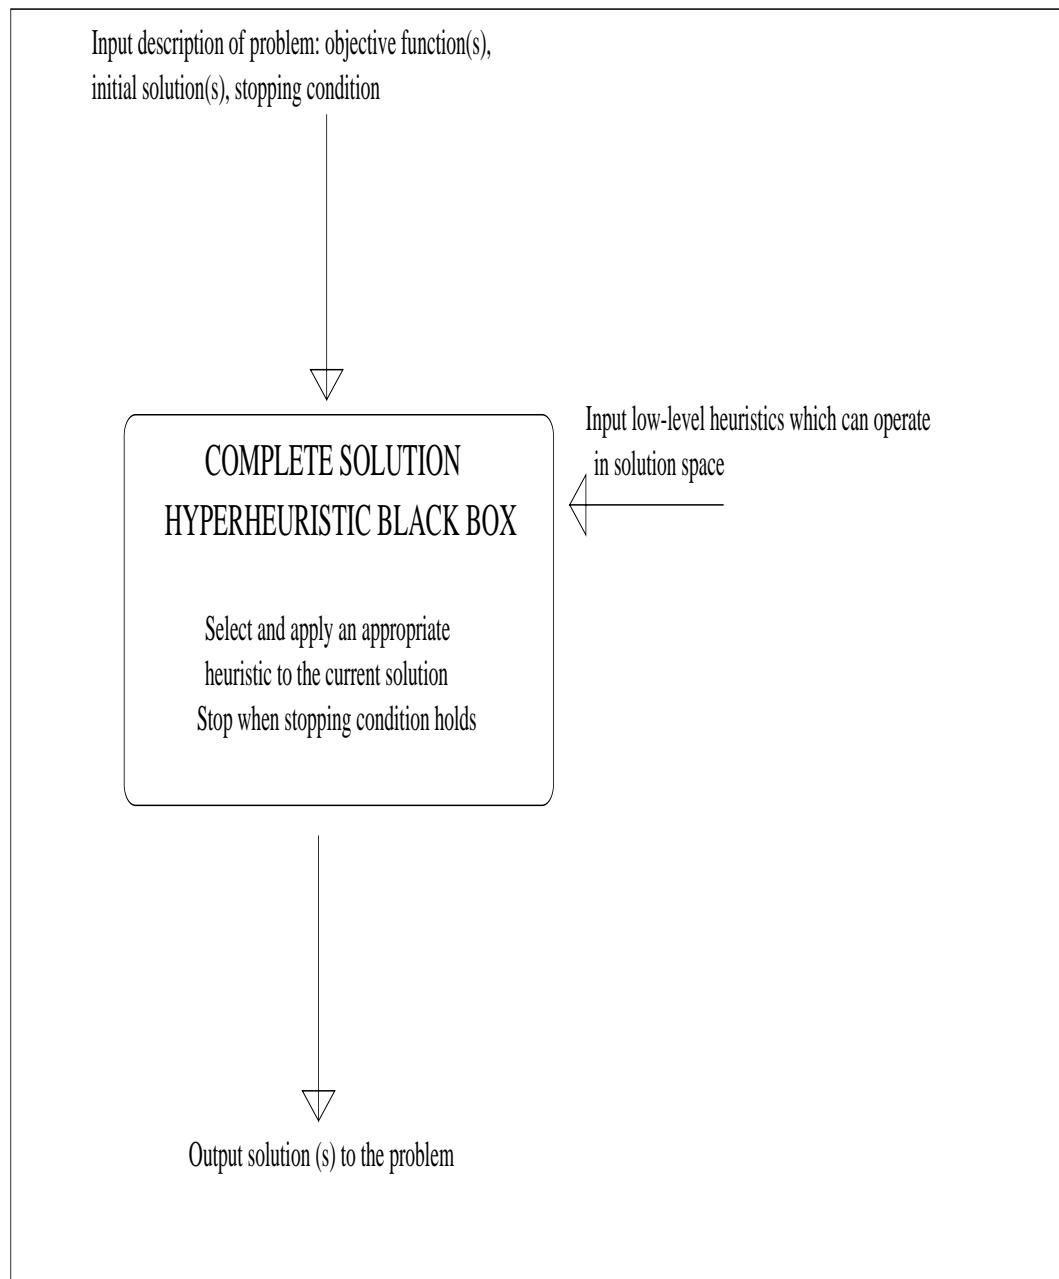 Input description of problem: objective function(s),
initial solution(s), stopping condition
Input low-level heuristics which can operate
in solution space
COMPLETE SOLUTION
HYPERHEURISTIC BLACK BOX
Select and apply an appropriate
heuristic to the current solution
Stop when stopping condition holds
Output solution (s) to the problem